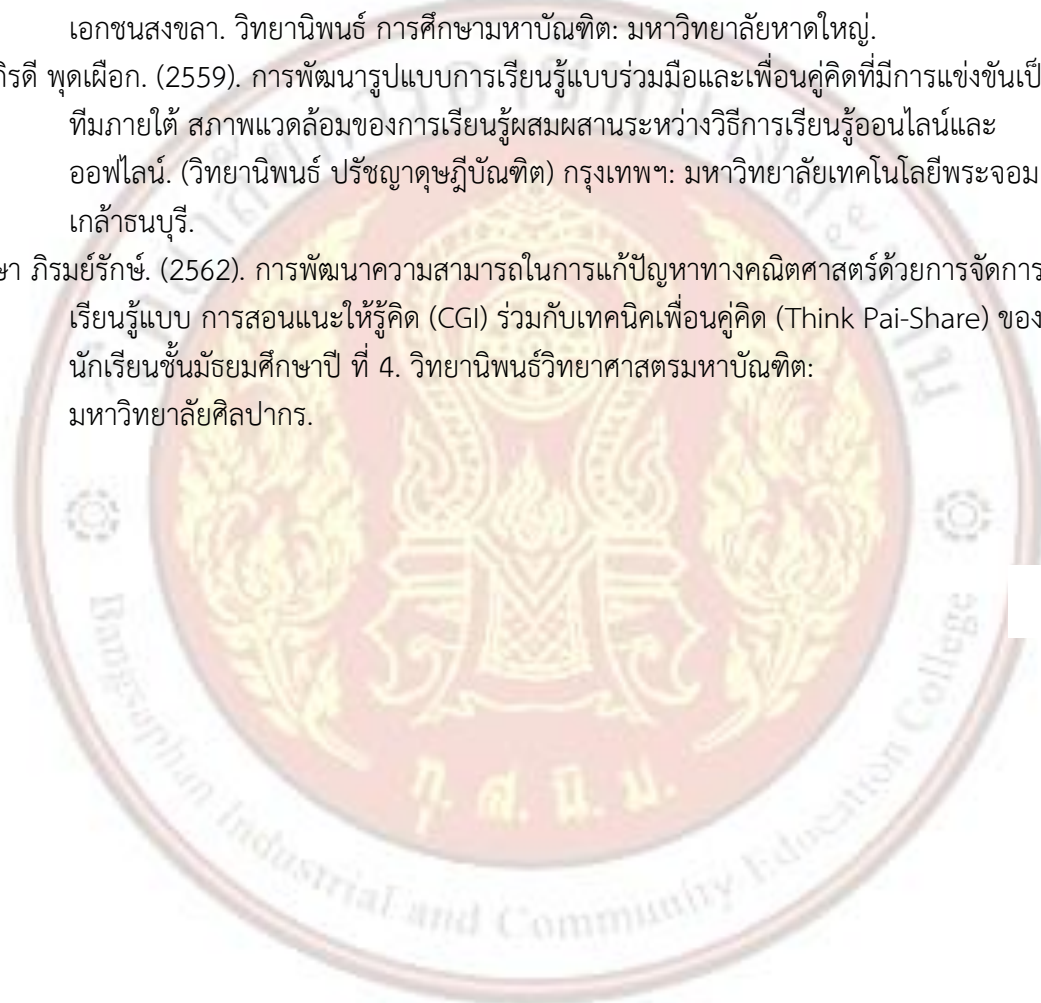 เอกชนสงขลา. วิทยานิพนธ์ การศึกษามหาบัณฑิต: มหาวิทยาลัยหาดใหญ่.
พุดเผือก. (2559). การพัฒนารูปแบบการเรียนรู้แบบร่วมมือและเพื่อนคู่คิดที่มีการแข่งขันเป็
ทีมภายใต้ สภาพแวดล้อมของการเรียนรู้ผสมผสานระหว่างวิธีการเรียนรู้ออนไลน์และ
ออฟไลน์. (วิทยานิพนธ์ ปรัชญาดุษฎีบัณฑิต) กรุงเทพฯ: มหาวิทยาลัยเทคโนโลยีพระจอม
เกล้าธนบุรี.
ภิรมย์รักษ์. (2562). การพัฒนาความสามารถในการแก้ปัญหาทางคณิตศาสตร์ด้วยการจัดการ
เรียนรู้แบบ การสอนแนะให้รู้คิด (CGI) ร่วมกับเทคนิคเพื่อนคู่คิด (Think Pai-Share) ของ
นักเรียนชั้นมัธยมศึกษาปี ที่ 4. วิทยานิพนธ์วิทยาศาสตรมหาบัณฑิต:
มหาวิทยาลัยศิลปากร.
ก. ส. นิ. ม.
Bangsaphan Industrial and Community Education College